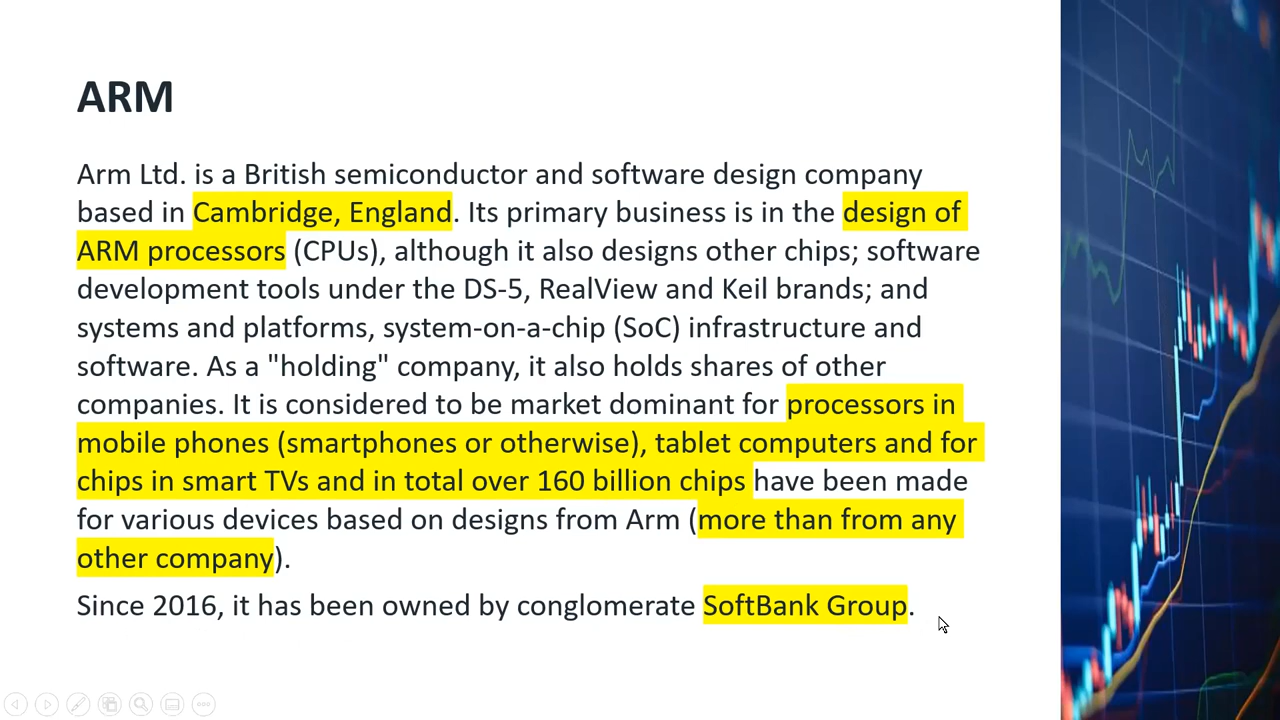 ARM
Arm Ltd. is a British semiconductor and software design company
based in Cambridge, England. Its primary business is in the design of
ARM processors (CPUs), although it also designs other chips; software
development tools under the DS-5, RealView and Keil brands; and
systems and platforms, system-on-a-chip (SoC) infrastructure and
software. As a "holding" company, it also holds shares of other
companies. It is considered to be market dominant for processors in
mobile phones (smartphones or otherwise), tablet computers and for
chips in smart TVs and in total over 160 billion chips have been made
for various devices based on designs from Arm (more than from any
other company).
Since 2016, it has been owned by conglomerate SoftBank Group.